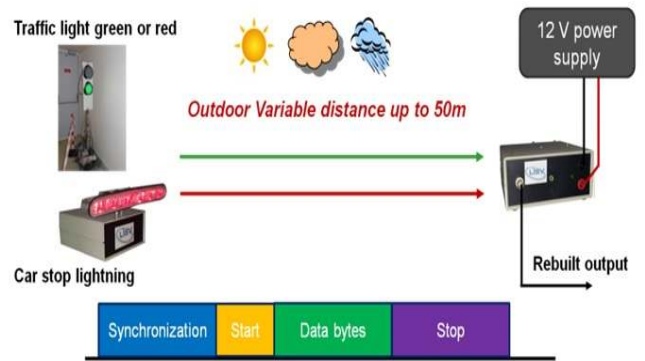 Traffic light green or red
12 V power
supply
Outdoor Variable distance up to 50m
Car stop lightning
Rebuilt output
Synchronization
Start
Data bytes
Stop